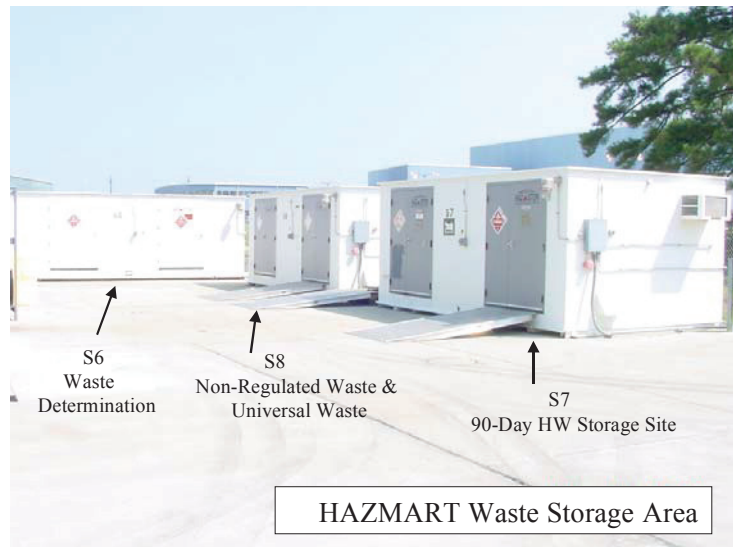 S6
Waste
Determination
S8
Non-Regulated Waste &
Universal Waste
S7
90-Day HW Storage Site
HAZMART Waste Storage Area